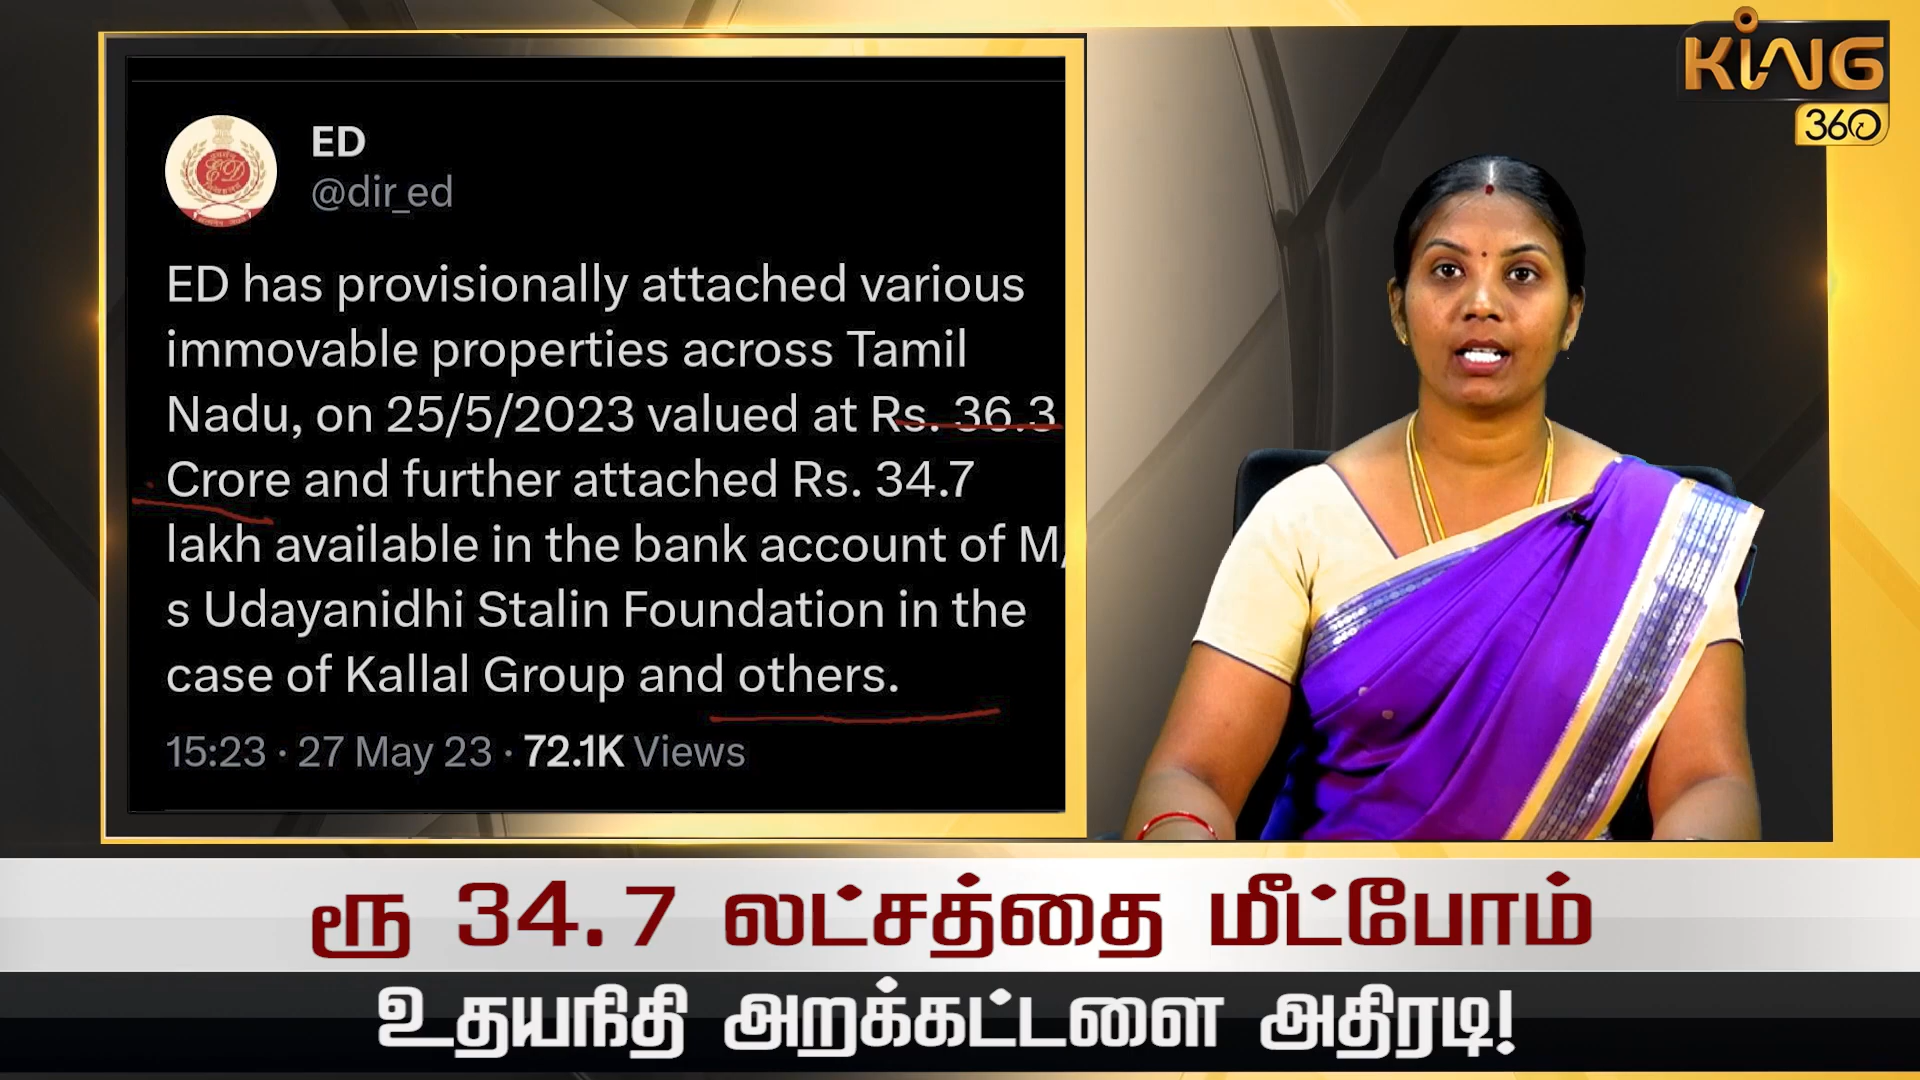 KING
360
ED
@dir_ed
ED has provisionally attached various
immovable properties across Tamil
Nadu, on 25/5/2023 valued at Rs. 36.3
Crore and further attached Rs. 34.7
lakh available in the bank account of M/
s Udayanidhi Stalin Foundation in the
case of Kallal Group and others.
15:23 · 27 May 23 · 72.1K Views
ரூ 34.7 லட்சத்தை மீட்போம்
உதயநிதி அறக்கட்டளை அதிரடி!